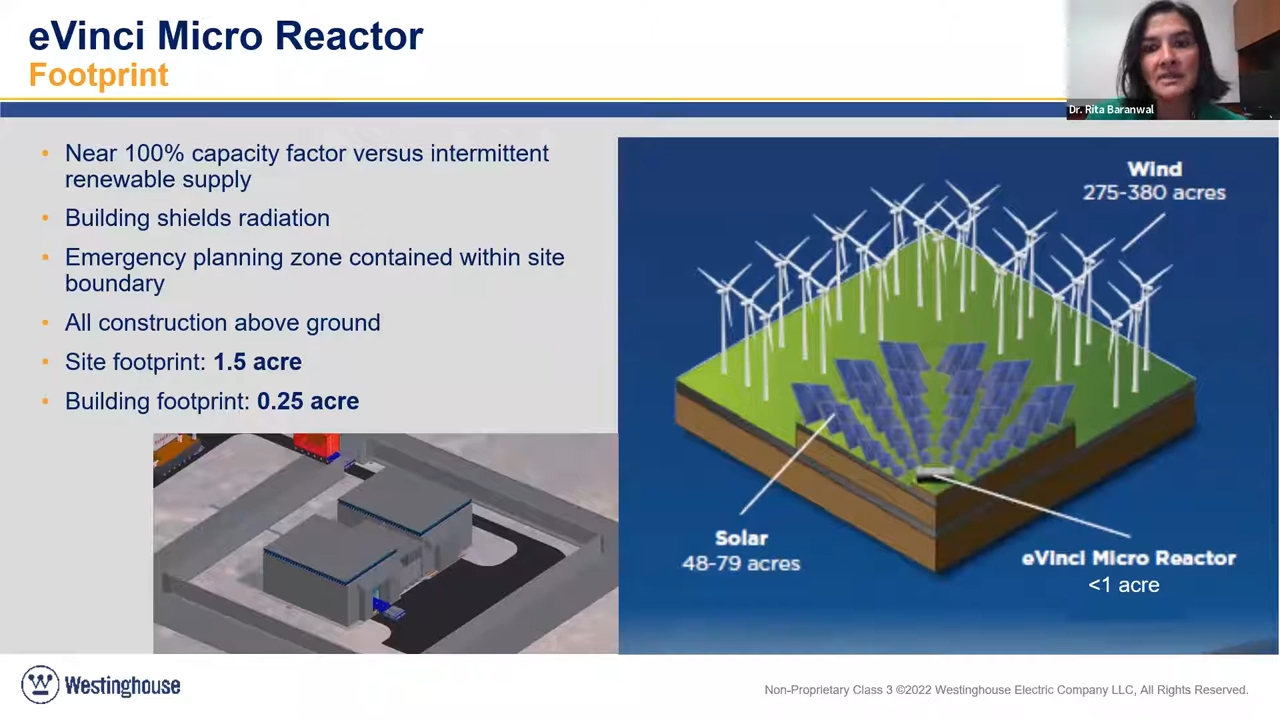 eVinci Micro Reactor
Footprint
Dr. Rita Baranwal
Near 100% capacity factor versus intermittent
renewable supply
Building shields radiation
Emergency planning zone contained within site
boundary
All construction above ground
Site footprint: 1.5 acre
Building footprint: 0.25 acre
Wind
275-380 acres
Solar
48-79 acres
eVinci Micro Reactor
<1 acre
Westinghouse
Non-Proprietary Class 3 ©2022 Westinghouse Electric Company LLC, All Rights Reserved.